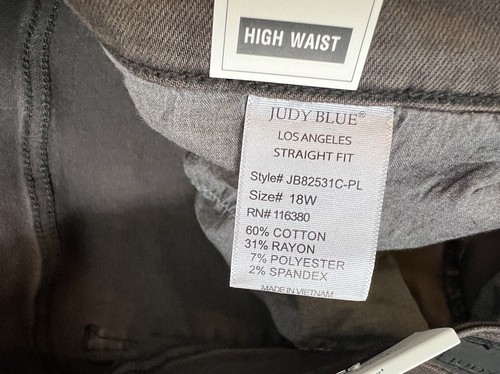 HIGH WAIST
JUDY BLUE®
LOS ANGELES
STRAIGHT FIT
Style# JB82531C-PL
Size# 18W
RN# 116380
60% COTTON
31% RAYON
7% POLYESTER
2% SPANDEX
MADE IN VIETNAM